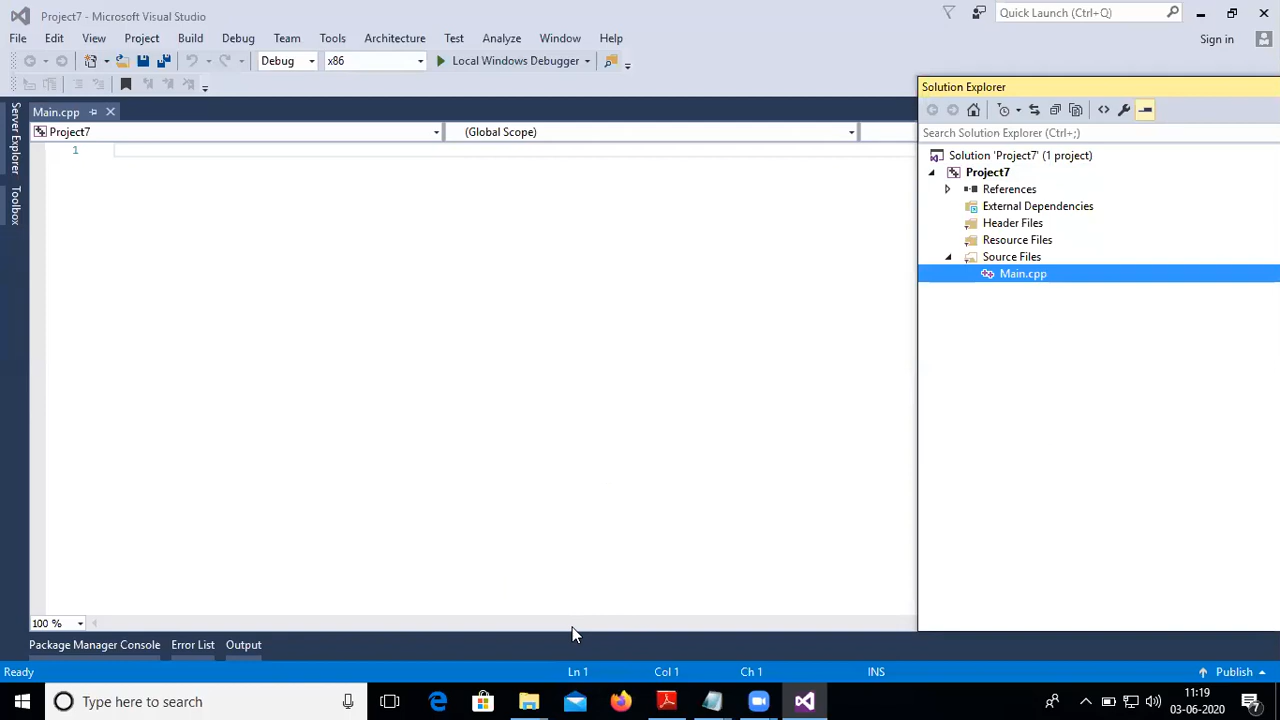 Project7 - Microsoft Visual Studio
Quick Launch (Ctrl+Q)
File Edit View Project Build Debug Team Tools Architecture Test Analyze Window Help
Sign in
Debug x86 Local Windows Debugger
Solution Explorer
Server Explorer
Toolbox
Main.cpp
Project7 (Global Scope)
Search Solution Explorer (Ctrl+;)
1
Solution 'Project7' (1 project)
Project7
References
External Dependencies
Header Files
Resource Files
Source Files
Main.cpp
100 %
Package Manager Console Error List Output
Ready Ln 1 Col 1 Ch 1 INS Publish
Type here to search
11:19
03-06-2020
7